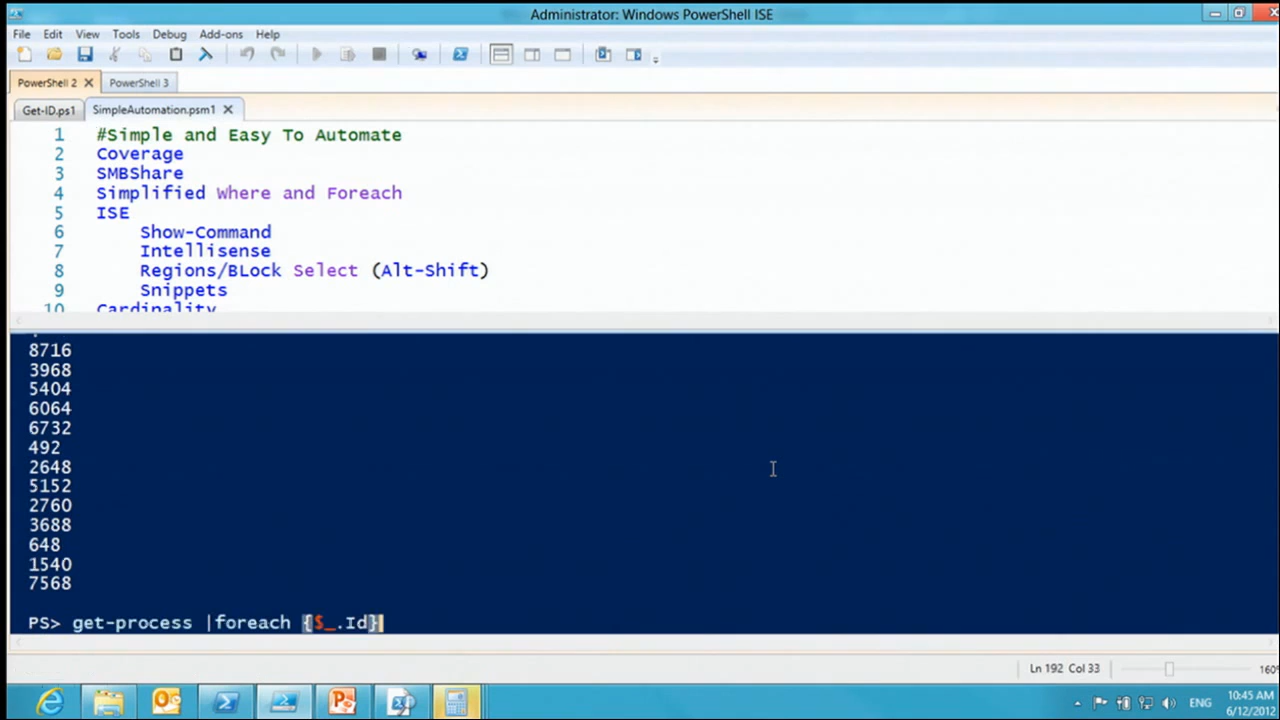 Administrator: Windows PowerShell ISE
File Edit View Tools Debug Add-ons Help
PowerShell 2 PowerShell 3
Get-ID.ps1 SimpleAutomation.psm1
1 #Simple and Easy To Automate
2 Coverage
3 SMBShare
4 Simplified Where and Foreach
5 ISE
6 Show-Command
7 Intellisense
8 Regions/BLock Select (Alt-Shift)
9 Snippets
10 Cardinality
8716
3968
5404
6064
6732
492
2648
5152
2760
3688
648
1540
7568
PS> get-process |foreach {$_.Id}
Ln 192 Col 33 160%
ENG 10:45 AM
6/12/2012